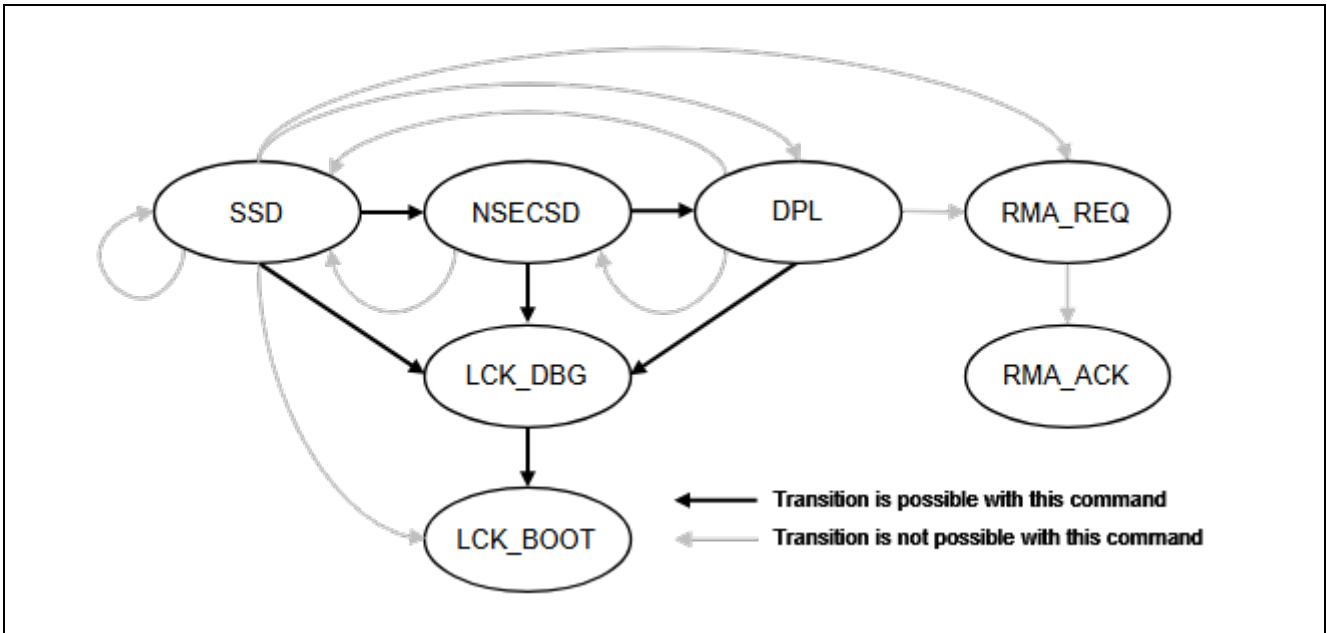 SSD
NSECSD
DPL
RMA_REQ
LCK_DBG
RMA_ACK
LCK_BOOT
Transition is possible with this command
Transition is not possible with this command